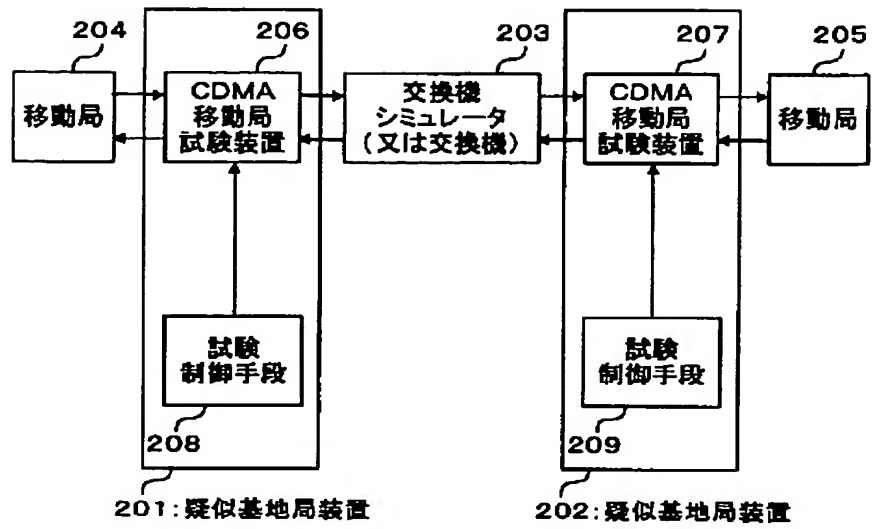 204
206
203
207
205
移動局
CDMA
移動局
試験装置
交換機
シミュレータ
(又は交換機)
CDMA
移動局
試験装置
移動局
試験
制御手段
試験
制御手段
208
209
201:疑似基地局装置
202:疑似基地局装置